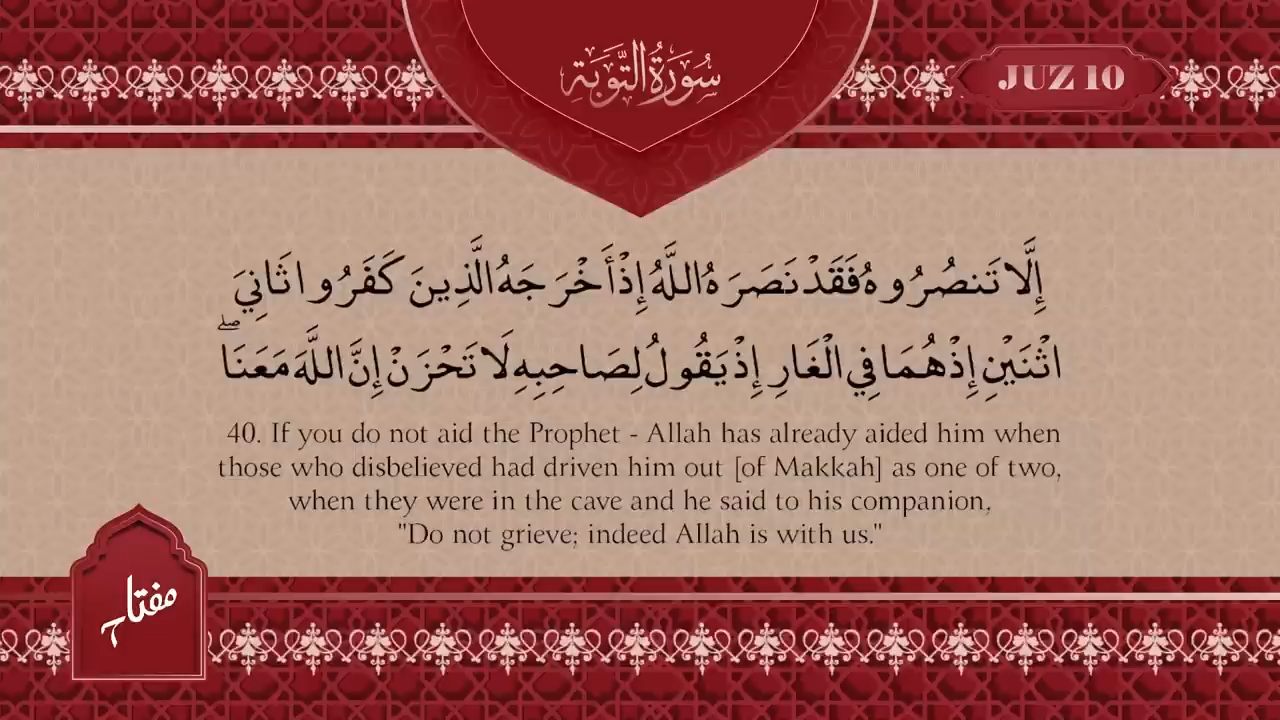 سُورَةُ التَّوْبَةِ
JUZ 10
إِلَّا تَنصُرُوهُ فَقَدْ نَصَرَهُ اللَّهُ إِذْ أَخْرَجَهُ الَّذِينَ كَفَرُوا ثَانِيَ
اثْنَيْنِ إِذْ هُمَا فِي الْغَارِ إِذْ يَقُولُ لِصَاحِبِهِ لَا تَحْزَنْ إِنَّ اللَّهَ مَعَنَا ۖ
40. If you do not aid the Prophet - Allah has already aided him when
those who disbelieved had driven him out [of Makkah] as one of two,
when they were in the cave and he said to his companion,
"Do not grieve; indeed Allah is with us."
مفتاح